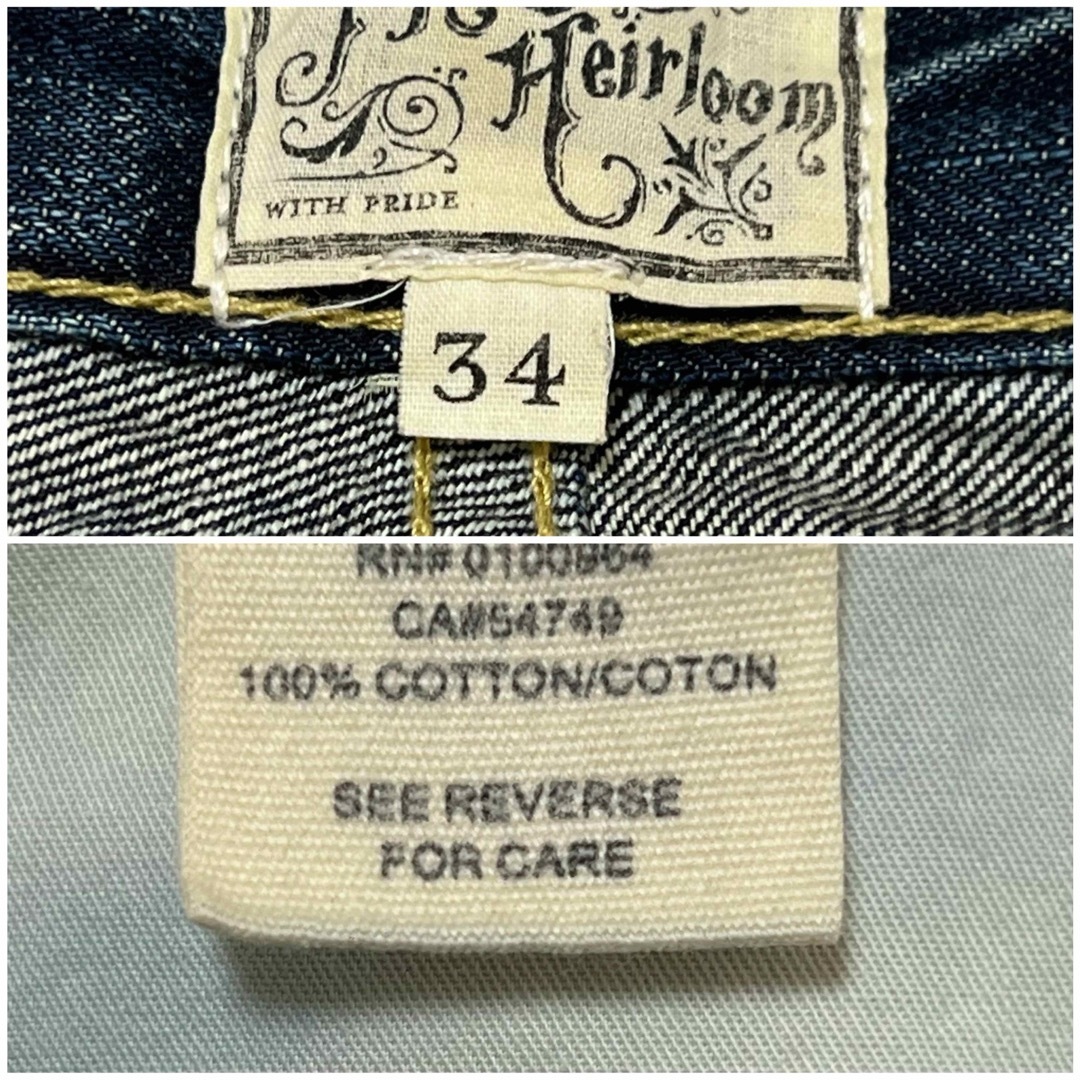 Heirloom
WITH PRIDE
34
RN# 0100964
CA#54749
100% COTTON/COTON
SEE REVERSE
FOR CARE